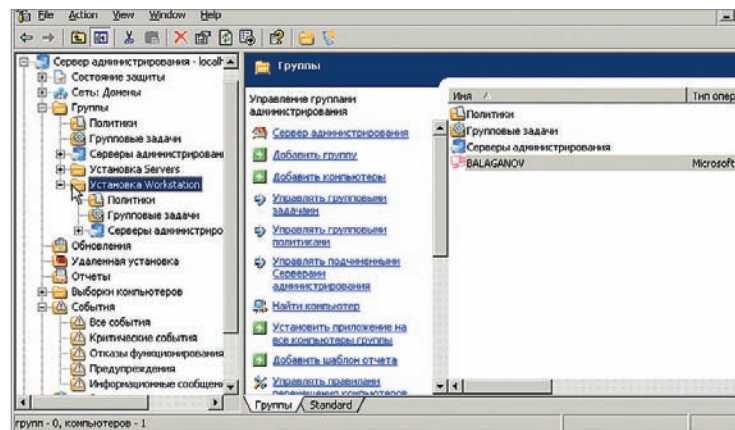 File Action View Window Help
Сервер администрирования - localh
Состояние защиты
Сеть: Домены
Группы
Политики
Групповые задачи
Серверы администрирован
Установка Servers
Установка Workstation
Политики
Групповые задачи
Серверы администриро
Обновления
Удаленная установка
Отчеты
Выборки компьютеров
События
Все события
Критические события
Отказы функционирования
Предупреждения
Информационные сообщен
Группы
Управление группами
администрирования
Сервер администрирования
Добавить группу
Добавить компьютеры
Управлять групповыми
задачами
Управлять групповыми
политиками
Управлять подчиненными
Серверами
администрирования
Найти компьютер
Установить приложение на
все компьютеры группы
Добавить шаблон отчета
Управлять правилами
перемещения компьютеров
Имя Тип опер
Политики
Групповые задачи
Серверы администрирования
BALAGANOV Microsoft
Группы Standard
групп - 0, компьютеров - 1